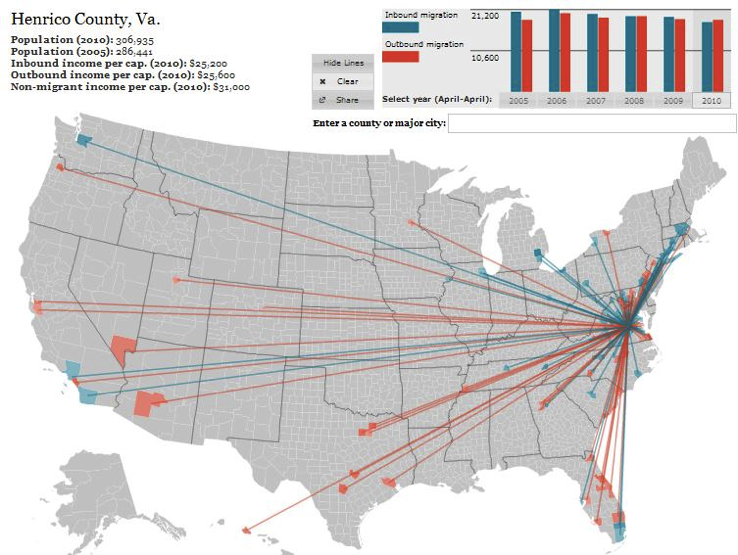 Henrico County, Va.
Population (2010): 306,935
Population (2005): 286,441
Inbound income per cap. (2010): $25,200
Outbound income per cap. (2010): $25,600
Non-migrant income per cap. (2010): $31,000
Hide Lines
Clear
Share
Inbound migration
Outbound migration
21,200
10,600
Select year (April-April):
2005 2006 2007 2008 2009 2010
Enter a county or major city: